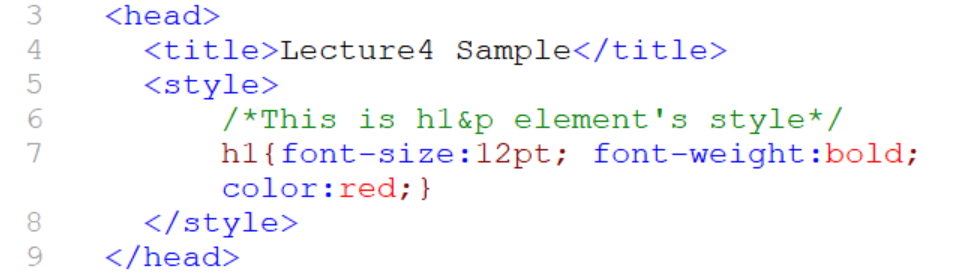 3 <head>
4 <title>Lecture4 Sample</title>
5 <style>
6 /*This is h1&p element's style*/
7 h1{font-size:12pt; font-weight:bold;
color:red;}
8 </style>
9 </head>